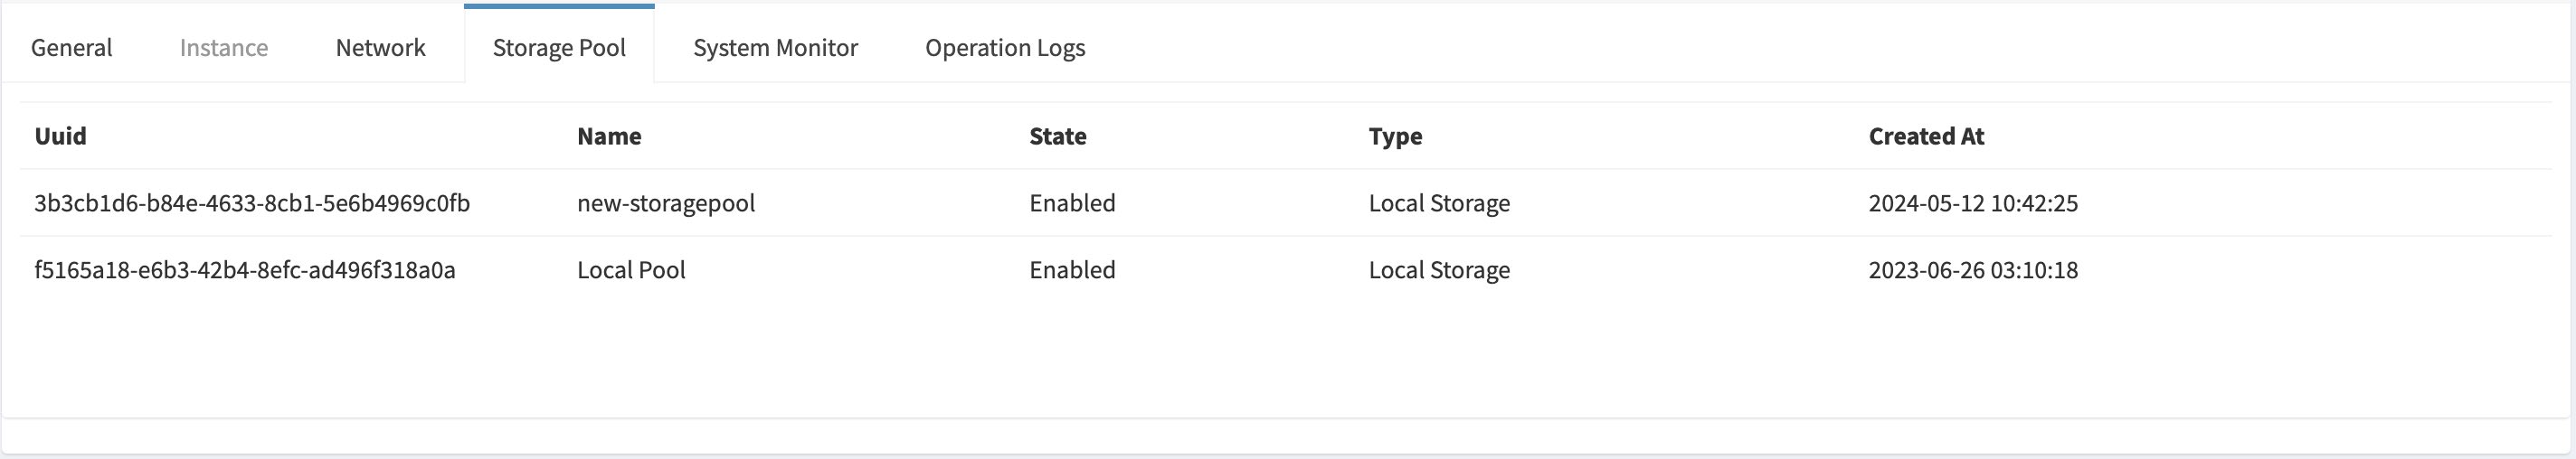 General Instance Network Storage Pool System Monitor Operation Logs
Uuid Name State Type Created At
3b3cb1d6-b84e-4633-8cb1-5e6b4969c0fb new-storagepool Enabled Local Storage 2024-05-12 10:42:25
f5165a18-e6b3-42b4-8efc-ad496f318a0a Local Pool Enabled Local Storage 2023-06-26 03:10:18